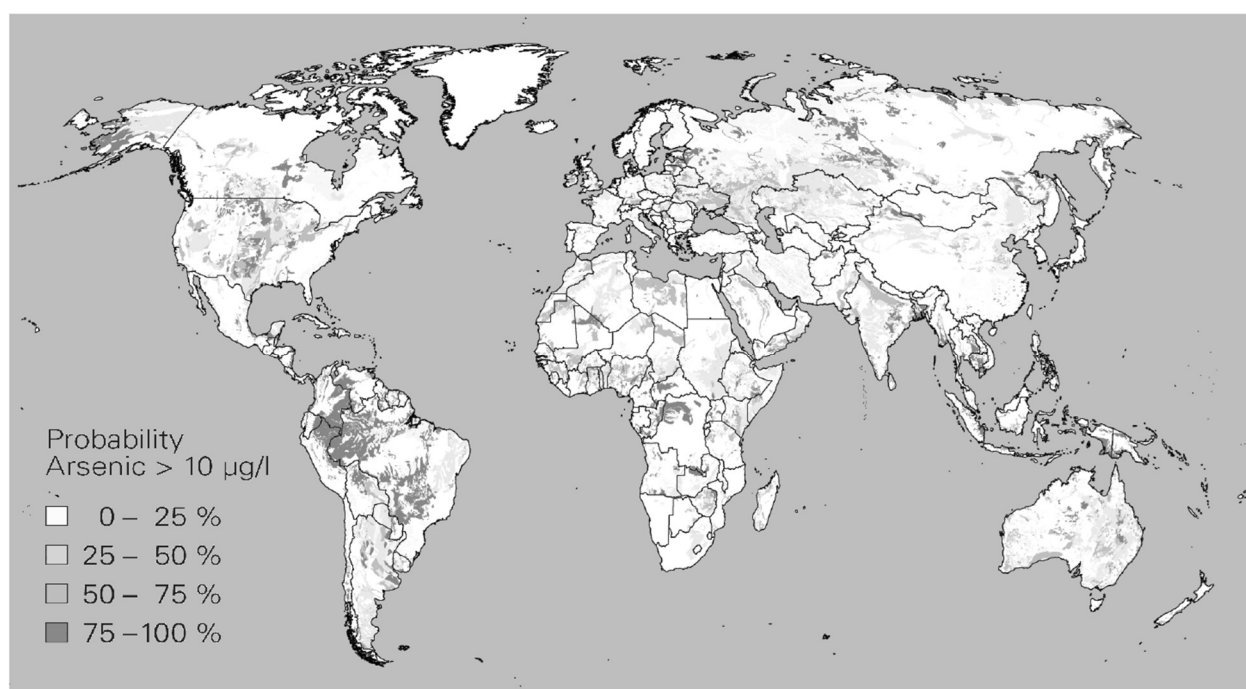 Probability
Arsenic > 10 µg/l
0 – 25 %
25 – 50 %
50 – 75 %
75 – 100 %